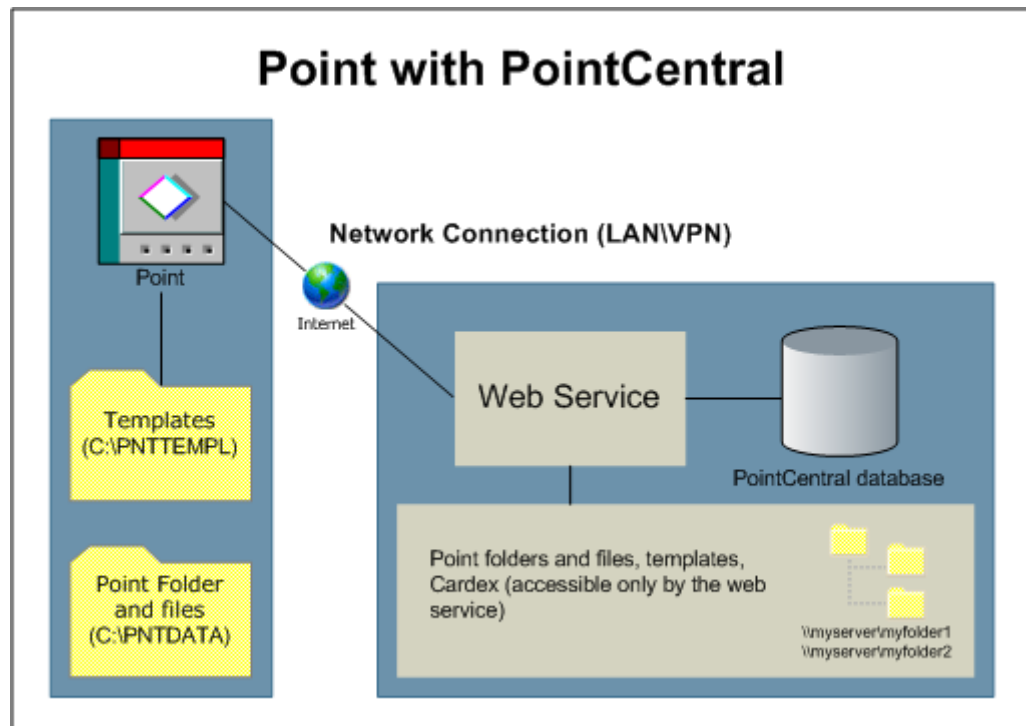 Point with PointCentral
Point
Network Connection (LAN\VPN)
Internet
Templates
(C:\PNTTEMPL)
Point Folder
and files
(C:\PNTDATA)
Web Service
PointCentral database
Point folders and files, templates,
Cardex (accessible only by the web
service)
\\myserver\myfolder1
\\myserver\myfolder2